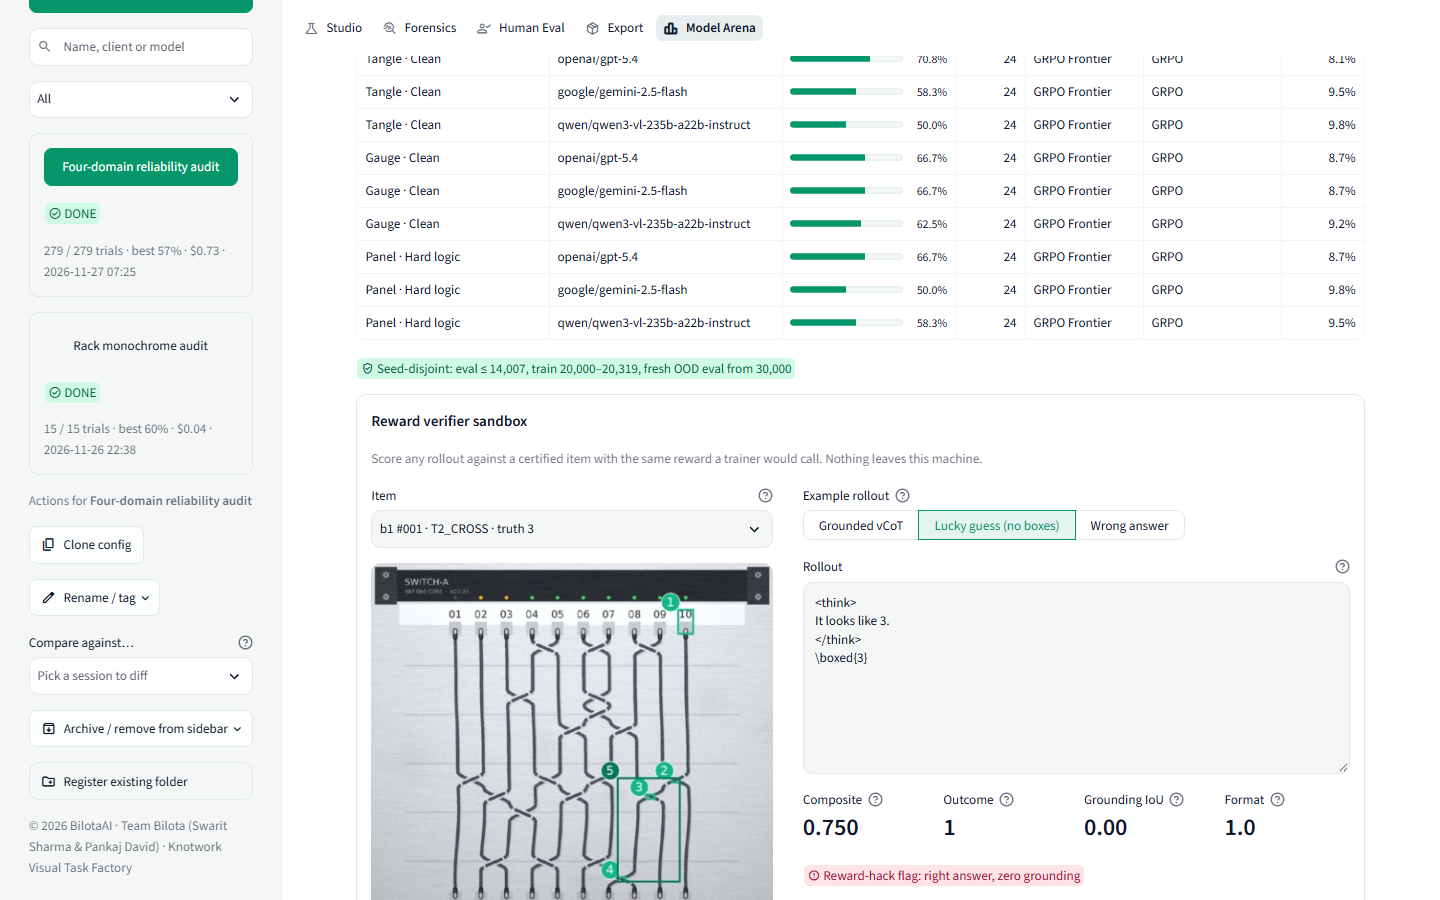 Studio Forensics Human Eval Export Model Arena
Name, client or model
All
Four-domain reliability audit
DONE
279 / 279 trials · best 57% · $0.73 ·
2026-11-27 07:25
Rack monochrome audit
DONE
15 / 15 trials · best 60% · $0.04 ·
2026-11-26 22:38
Actions for Four-domain reliability audit
Clone config
Rename / tag
Compare against…
Pick a session to diff
Archive / remove from sidebar
Register existing folder
© 2026 BilotaAI · Team Bilota (Swarit
Sharma & Pankaj David) · Knotwork
Visual Task Factory
Tangle · Clean openai/gpt-5.4 70.8% 24 GRPO Frontier GRPO 8.1%
Tangle · Clean google/gemini-2.5-flash 58.3% 24 GRPO Frontier GRPO 9.5%
Tangle · Clean qwen/qwen3-vl-235b-a22b-instruct 50.0% 24 GRPO Frontier GRPO 9.8%
Gauge · Clean openai/gpt-5.4 66.7% 24 GRPO Frontier GRPO 8.7%
Gauge · Clean google/gemini-2.5-flash 66.7% 24 GRPO Frontier GRPO 8.7%
Gauge · Clean qwen/qwen3-vl-235b-a22b-instruct 62.5% 24 GRPO Frontier GRPO 9.2%
Panel · Hard logic openai/gpt-5.4 66.7% 24 GRPO Frontier GRPO 8.7%
Panel · Hard logic google/gemini-2.5-flash 50.0% 24 GRPO Frontier GRPO 9.8%
Panel · Hard logic qwen/qwen3-vl-235b-a22b-instruct 58.3% 24 GRPO Frontier GRPO 9.5%
Seed-disjoint: eval ≤ 14,007, train 20,000–20,319, fresh OOD eval from 30,000
Reward verifier sandbox
Score any rollout against a certified item with the same reward a trainer would call. Nothing leaves this machine.
Item
b1 #001 · T2_CROSS · truth 3
SWITCH-A
01 02 03 04 05 06 07 08 09 10
1
5 2
3
4
Example rollout
Grounded vCoT Lucky guess (no boxes) Wrong answer
Rollout
<think>
It looks like 3.
</think>
\boxed{3}
Composite Outcome Grounding IoU Format
0.750 1 0.00 1.0
Reward-hack flag: right answer, zero grounding